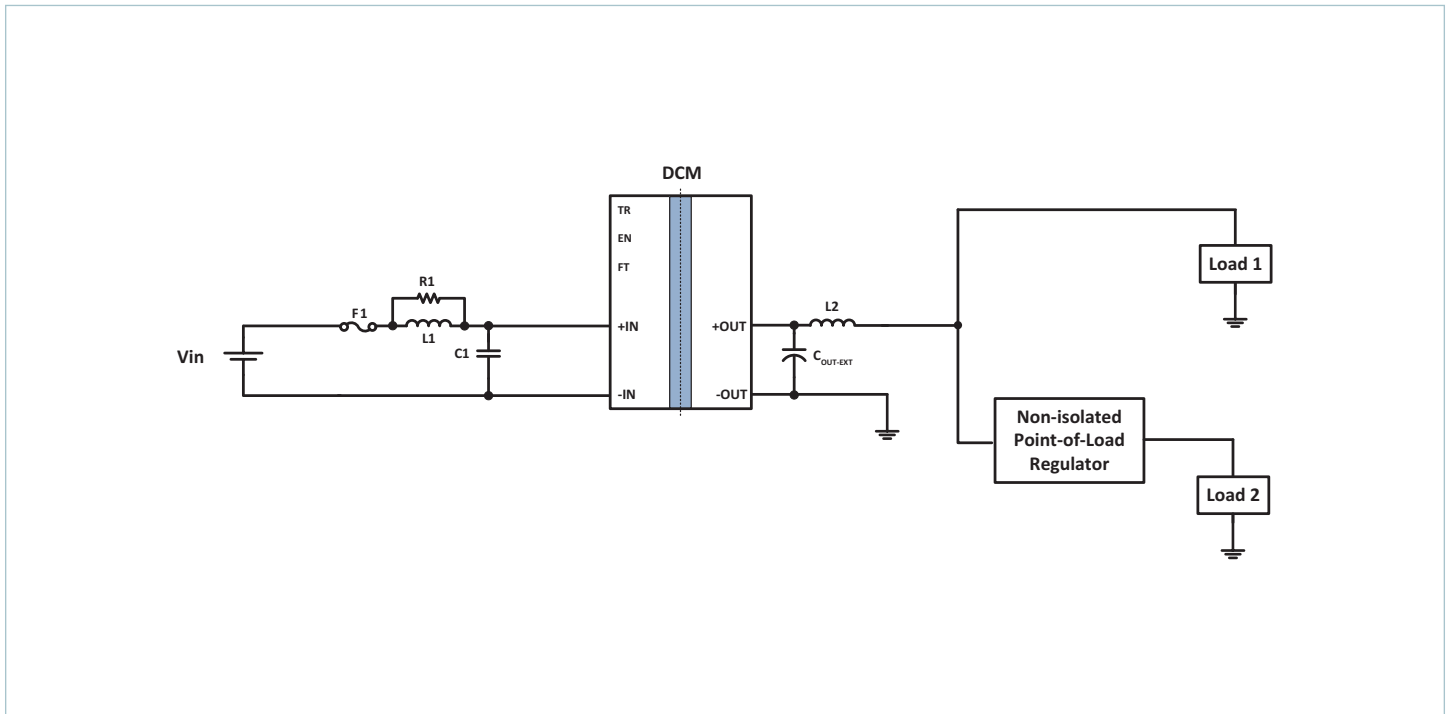 DCM
TR
EN
FT
R1
F1
L1
C1
Vin
+IN
-IN
+OUT
-OUT
L2
COUT-EXT
Load 1
Non-isolated
Point-of-Load
Regulator
Load 2